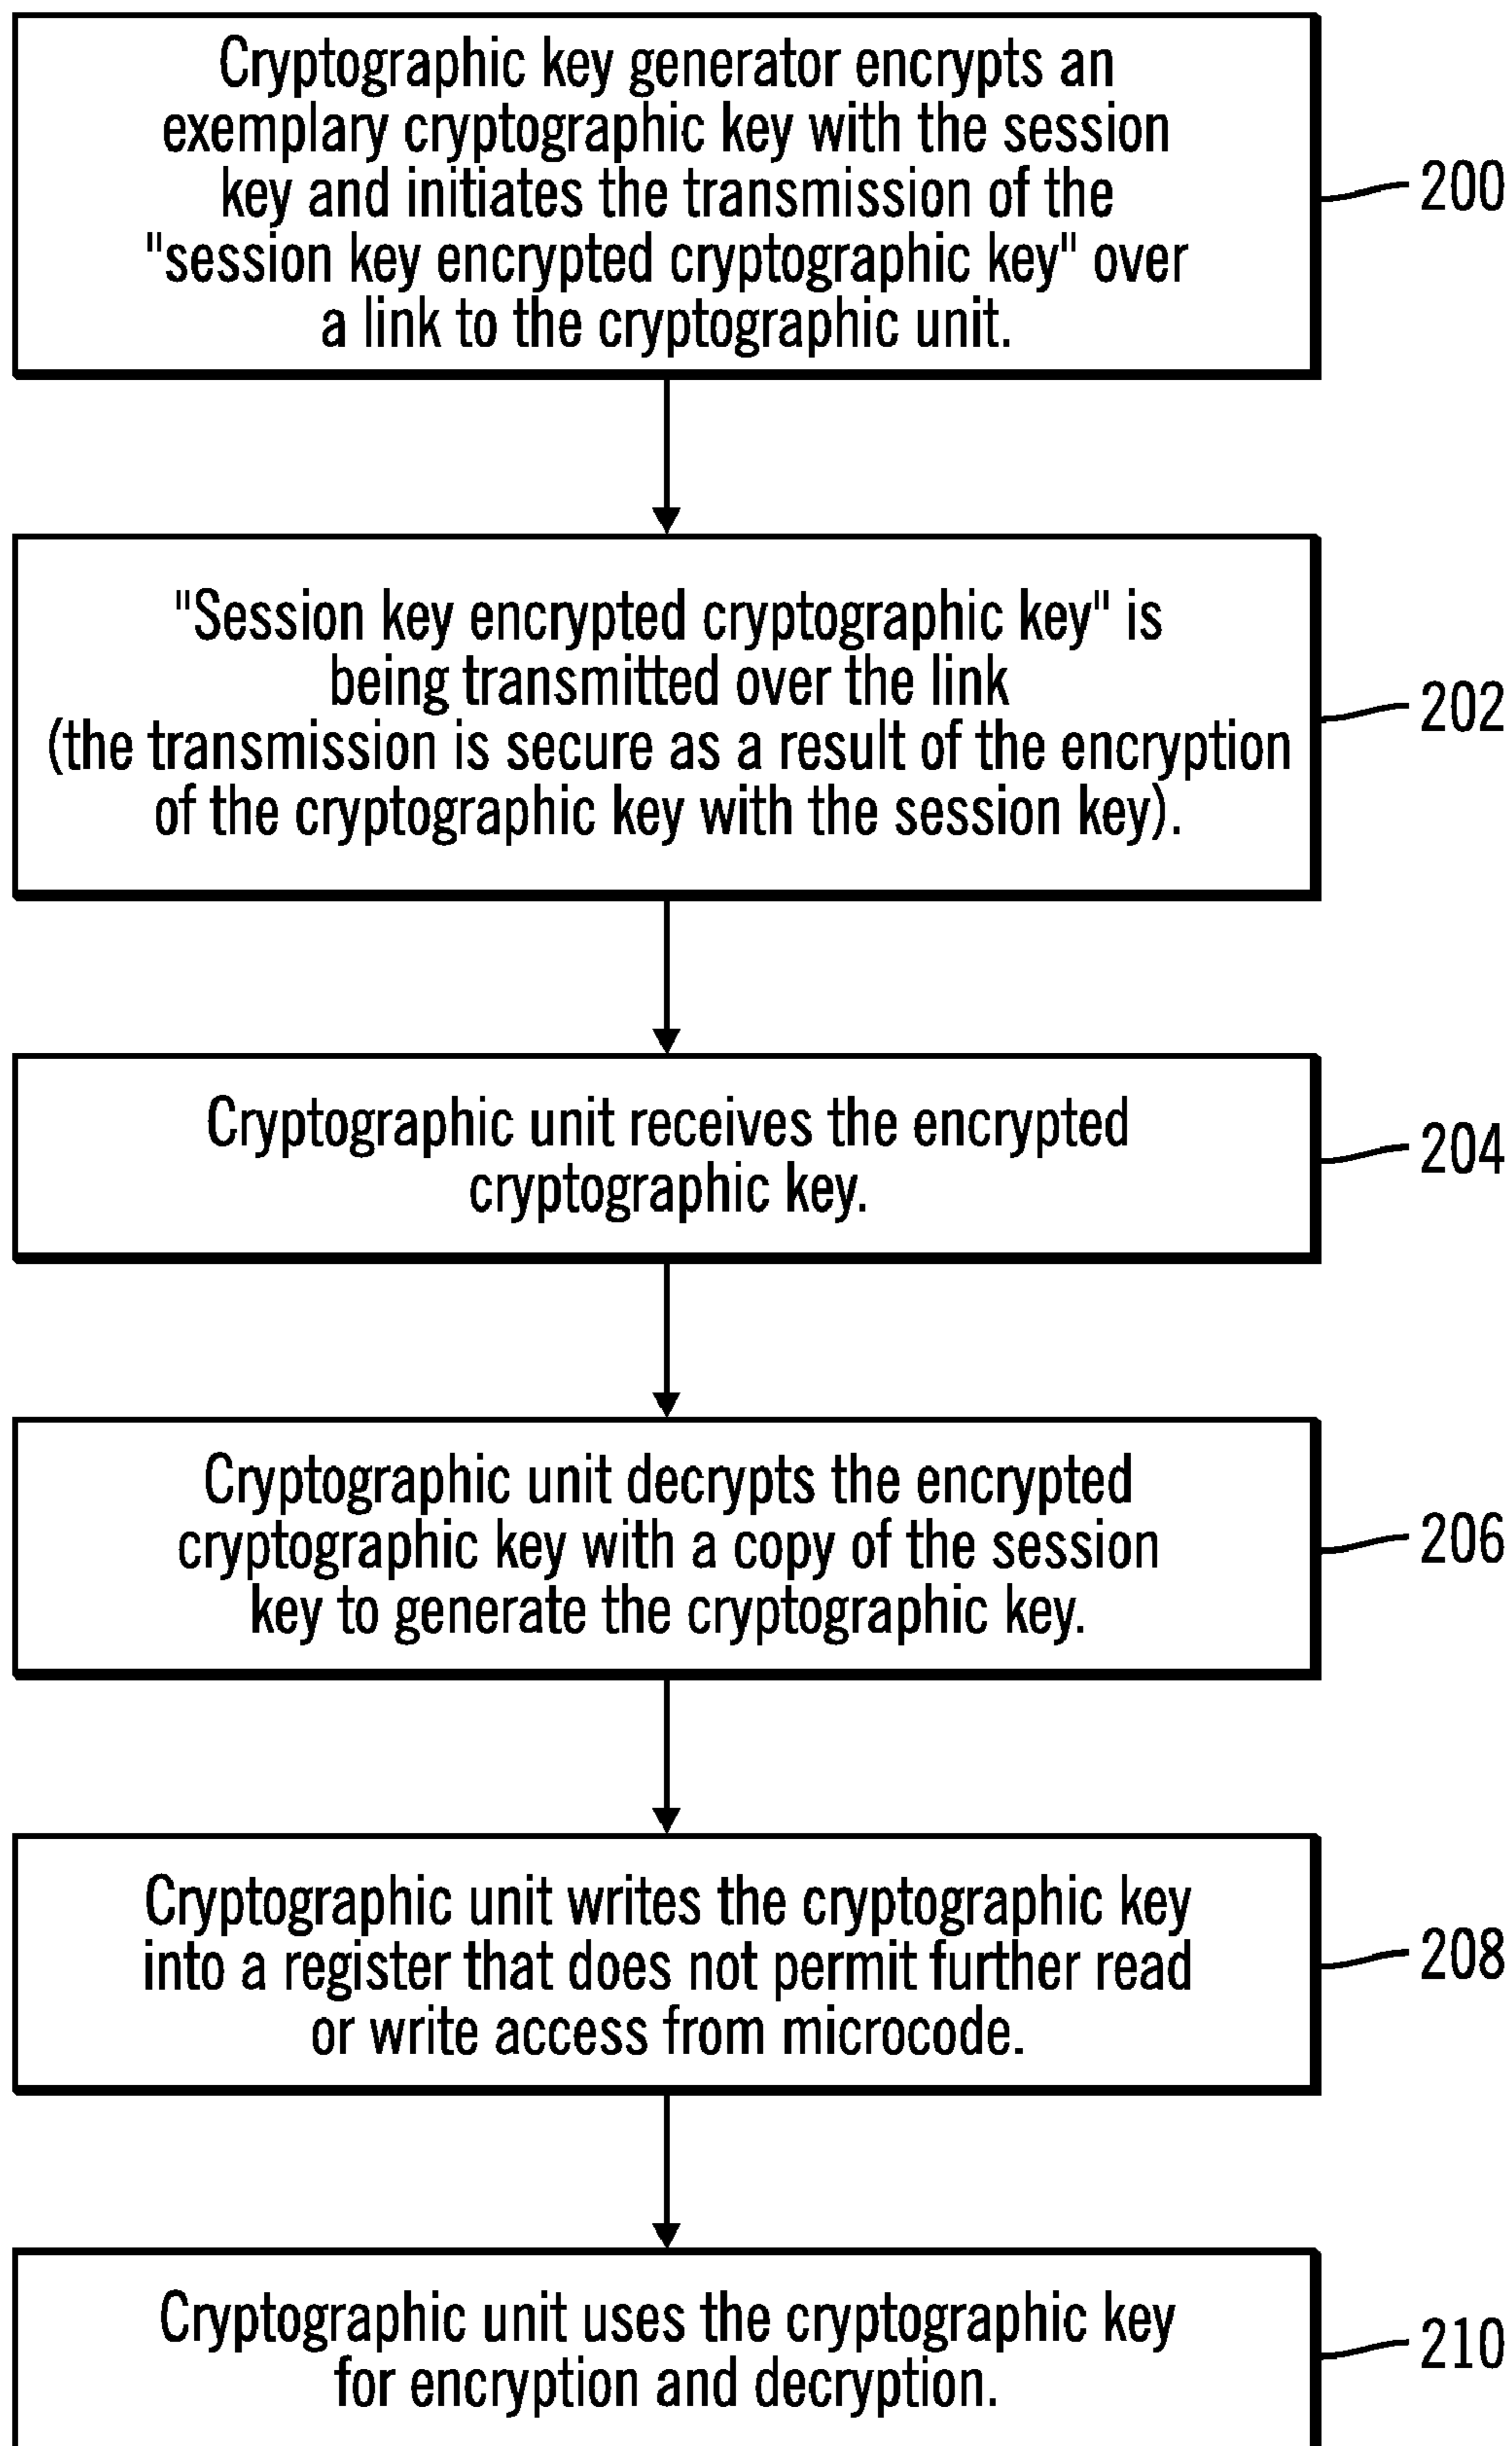 Cryptographic key generator encrypts an
exemplary cryptographic key with the session
key and initiates the transmission of the
"session key encrypted cryptographic key" over
a link to the cryptographic unit.
200
"Session key encrypted cryptographic key" is
being transmitted over the link
(the transmission is secure as a result of the encryption
of the cryptographic key with the session key).
202
Cryptographic unit receives the encrypted
cryptographic key.
204
Cryptographic unit decrypts the encrypted
cryptographic key with a copy of the session
key to generate the cryptographic key.
206
Cryptographic unit writes the cryptographic key
into a register that does not permit further read
or write access from microcode.
208
Cryptographic unit uses the cryptographic key
for encryption and decryption.
210